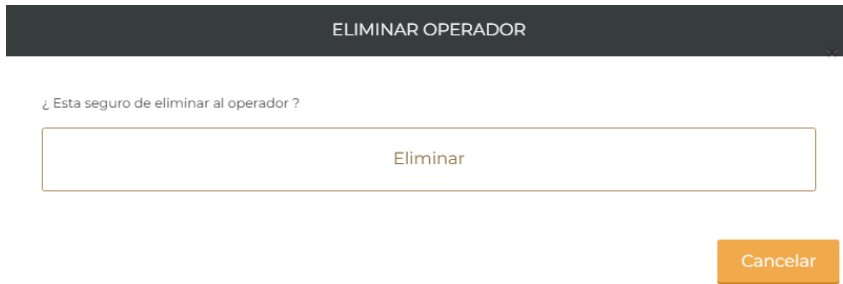 ELIMINAR OPERADOR
¿ Esta seguro de eliminar al operador ?
Eliminar
Cancelar